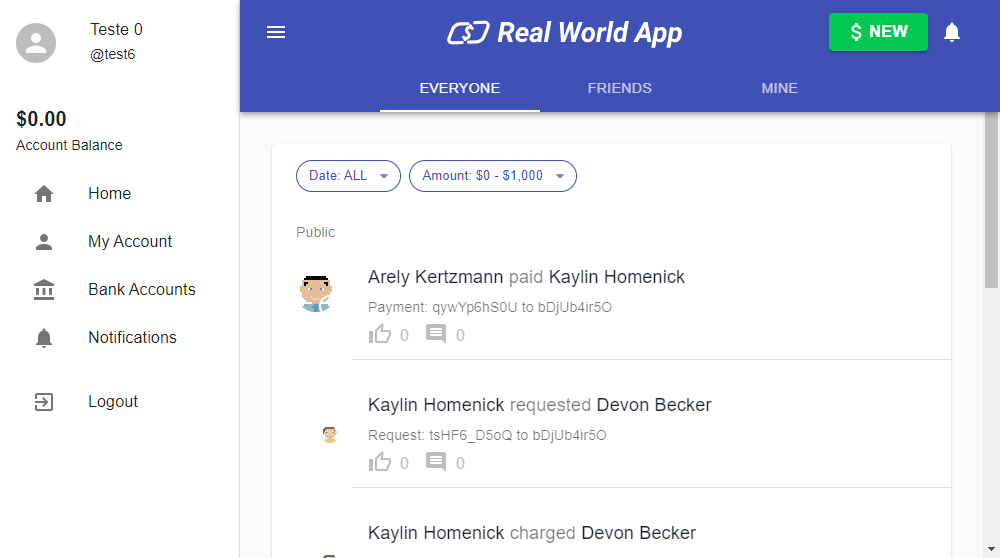 Teste 0
@test6
$0.00
Account Balance
Home
My Account
Bank Accounts
Notifications
Logout
Real World App
$ NEW
EVERYONE FRIENDS MINE
Date: ALL Amount: $0 - $1,000
Public
Arely Kertzmann paid Kaylin Homenick
Payment: qywYp6hS0U to bDjUb4ir5O
0 0
Kaylin Homenick requested Devon Becker
Request: tsHF6_D5oQ to bDjUb4ir5O
0 0
Kaylin Homenick charged Devon Becker